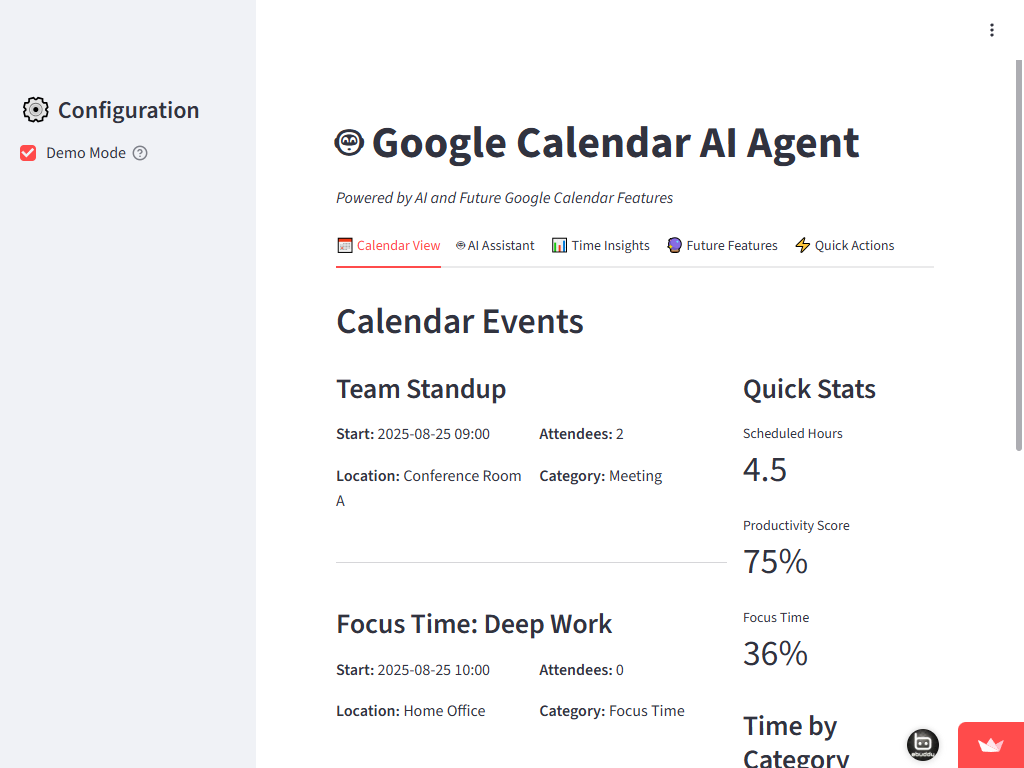 Configuration
Demo Mode
Google Calendar AI Agent
Powered by AI and Future Google Calendar Features
Calendar View
AI Assistant
Time Insights
Future Features
Quick Actions
Calendar Events
Team Standup
Start: 2025-08-25 09:00
Attendees: 2
Location: Conference Room
A
Category: Meeting
Focus Time: Deep Work
Start: 2025-08-25 10:00
Attendees: 0
Location: Home Office
Category: Focus Time
Quick Stats
Scheduled Hours
4.5
Productivity Score
75%
Focus Time
36%
Time by
Category